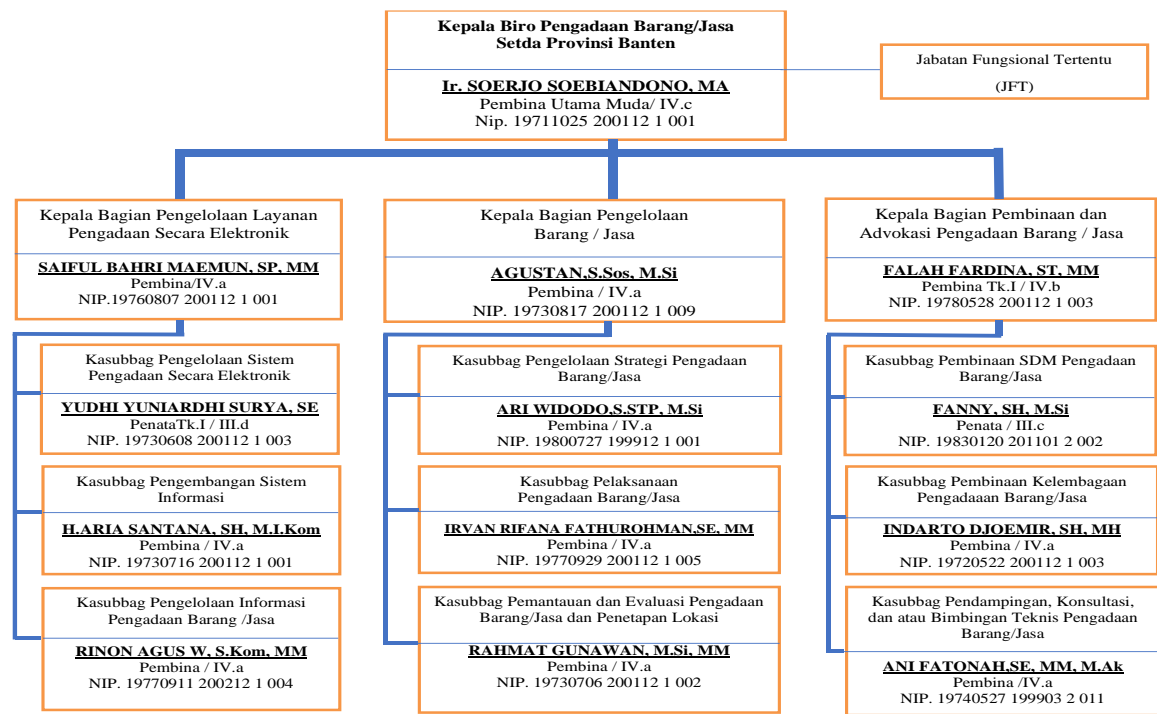 Kepala Biro Pengadaan Barang/Jasa
Setda Provinsi Banten
Ir. SOERJO SOEBIANDONO, MA
Pembina Utama Muda/ IV.c
Nip. 19711025 200112 1 001
Jabatan Fungsional Tertentu
(JFT)
Kepala Bagian Pengelolaan Layanan
Pengadaan Secara Elektronik
SAIFUL BAHRI MAEMUN, SP, MM
Pembina/IV.a
NIP.19760807 200112 1 001
Kasubbag Pengelolaan Sistem
Pengadaan Secara Elektronik
YUDHI YUNIARDHI SURYA, SE
PenataTk.I / III.d
NIP. 19730608 200112 1 003
Kasubbag Pengembangan Sistem
Informasi
H.ARIA SANTANA, SH, M.I.Kom
Pembina / IV.a
NIP. 19730716 200112 1 001
Kasubbag Pengelolaan Informasi
Pengadaan Barang /Jasa
RINON AGUS W, S.Kom, MM
Pembina / IV.a
NIP. 19770911 200212 1 004
Kepala Bagian Pengelolaan
Barang / Jasa
AGUSTAN,S.Sos, M.Si
Pembina / IV.a
NIP. 19730817 200112 1 009
Kasubbag Pengelolaan Strategi Pengadaan
Barang/Jasa
ARI WIDODO,S.STP, M.Si
Pembina / IV.a
NIP. 19800727 199912 1 001
Kasubbag Pelaksanaan
Pengadaan Barang/Jasa
IRVAN RIFANA FATHUROHMAN,SE, MM
Pembina / IV.a
NIP. 19770929 200112 1 005
Kasubbag Pemantauan dan Evaluasi Pengadaan
Barang/Jasa dan Penetapan Lokasi
RAHMAT GUNAWAN, M.Si, MM
Pembina / IV.a
NIP. 19730706 200112 1 002
Kepala Bagian Pembinaan dan
Advokasi Pengadaan Barang / Jasa
FALAH FARDINA, ST, MM
Pembina Tk.I / IV.b
NIP. 19780528 200112 1 003
Kasubbag Pembinaan SDM Pengadaan
Barang/Jasa
FANNY, SH, M.Si
Penata / III.c
NIP. 19830120 201101 2 002
Kasubbag Pembinaan Kelembagaan
Pengadaaan Barang/Jasa
INDARTO DJOEMIR, SH, MH
Pembina / IV.a
NIP. 19720522 200112 1 003
Kasubbag Pendampingan, Konsultasi,
dan atau Bimbingan Teknis Pengadaan
Barang/Jasa
ANI FATONAH,SE, MM, M.Ak
Pembina /IV.a
NIP. 19740527 199903 2 011